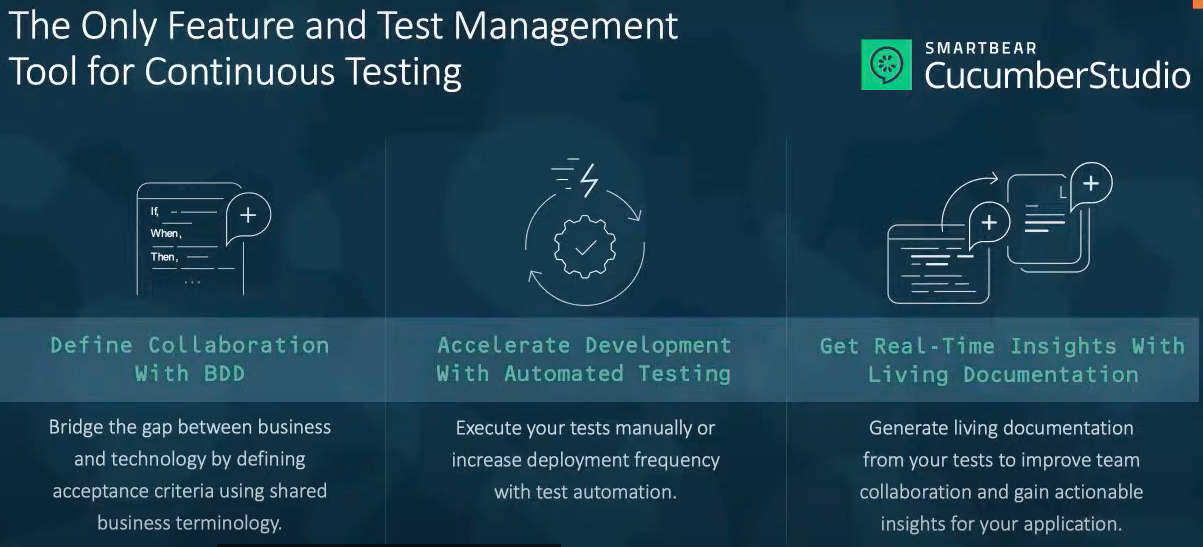 The Only Feature and Test Management
Tool for Continuous Testing
SMARTBEAR
CucumberStudio
If,
When,
Then,
...
L
Define Collaboration
With BDD
Bridge the gap between business
and technology by defining
acceptance criteria using shared
business terminology.
Accelerate Development
With Automated Testing
Execute your tests manually or
increase deployment frequency
with test automation.
Get Real-Time Insights With
Living Documentation
Generate living documentation
from your tests to improve team
collaboration and gain actionable
insights for your application.